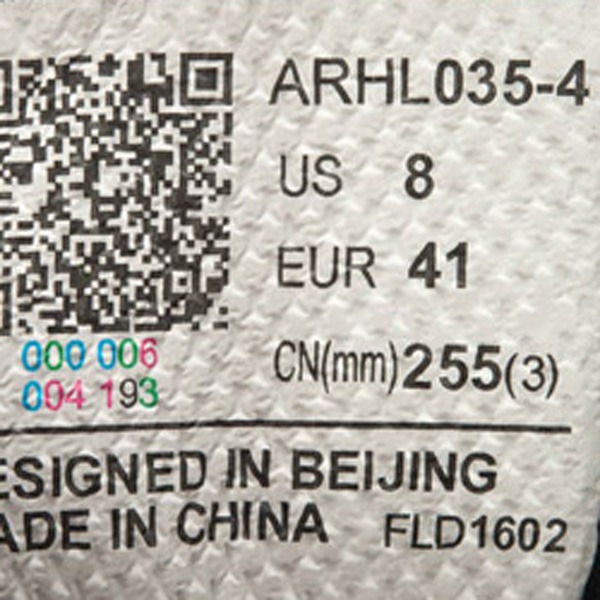 ARHL035-4
US 8
EUR 41
CN(mm)255(3)
000 006
004 193
ESIGNED IN BEIJING
ADE IN CHINA FLD1602